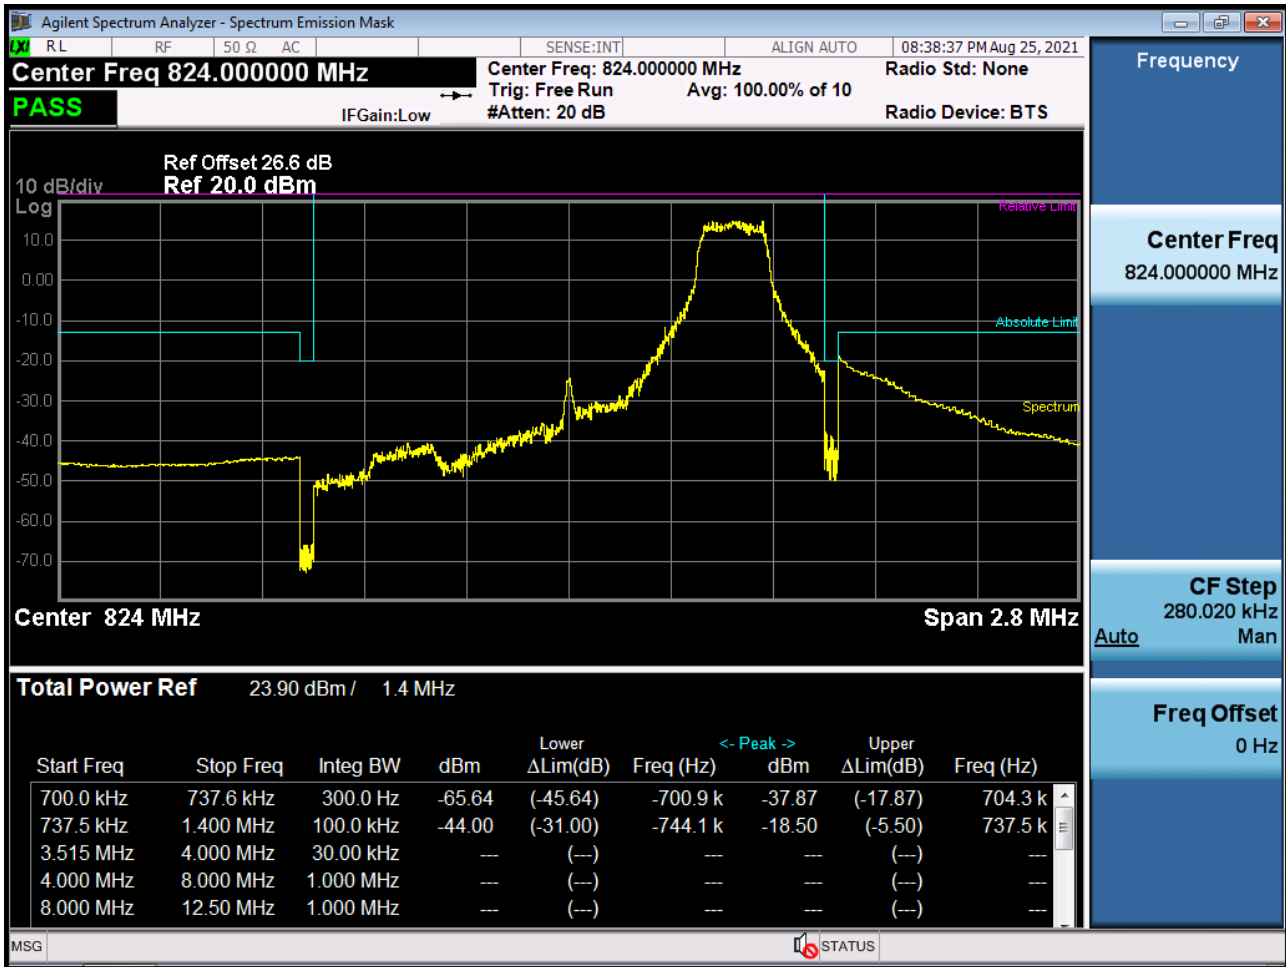 Agilent Spectrum Analyzer - Spectrum Emission Mask
LXI RL RF 50 Ω AC SENSE:INT ALIGN AUTO 08:38:37 PM Aug 25, 2021
Center Freq 824.000000 MHz
Center Freq: 824.000000 MHz
Radio Std: None
Trig: Free Run Avg: 100.00% of 10
PASS
IFGain:Low
#Atten: 20 dB
Radio Device: BTS
Ref Offset 26.6 dB
10 dB/div Ref 20.0 dBm
Log
Relative Limit
10.0
0.00
-10.0
Absolute Limit
-20.0
-30.0
Spectrum
-40.0
-50.0
-60.0
-70.0
Center 824 MHz Span 2.8 MHz
Total Power Ref 23.90 dBm / 1.4 MHz
Lower <- Peak -> Upper
Start Freq Stop Freq Integ BW dBm ΔLim(dB) Freq (Hz) dBm ΔLim(dB) Freq (Hz)
700.0 kHz 737.6 kHz 300.0 Hz -65.64 (-45.64) -700.9 k -37.87 (-17.87) 704.3 k
737.5 kHz 1.400 MHz 100.0 kHz -44.00 (-31.00) -744.1 k -18.50 (-5.50) 737.5 k
3.515 MHz 4.000 MHz 30.00 kHz --- (---) --- --- (---) ---
4.000 MHz 8.000 MHz 1.000 MHz --- (---) --- --- (---) ---
8.000 MHz 12.50 MHz 1.000 MHz --- (---) --- --- (---) ---
MSG STATUS
Frequency
Center Freq
824.000000 MHz
CF Step
280.020 kHz
Auto Man
Freq Offset
0 Hz